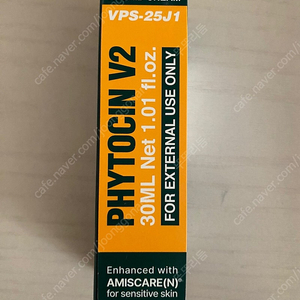 VPS-25J1
PHYTOCIN V2
30ML Net 1.01 fl.oz.
FOR EXTERNAL USE ONLY
Enhanced with
AMISCARE(N)®
for sensitive skin